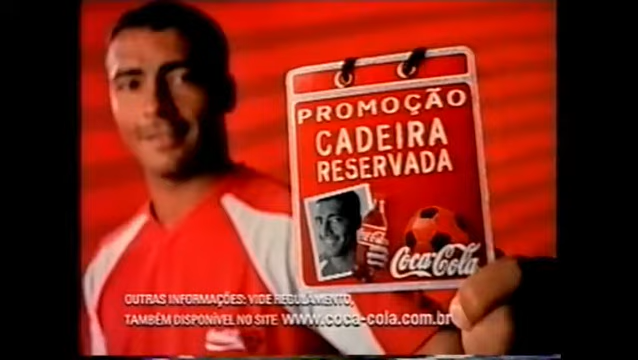 PROMOÇÃO
CADEIRA
RESERVADA
Coca-Cola
Coca-Cola
OUTRAS INFORMAÇÕES: VIDE REGULAMENTO,
TAMBÉM DISPONÍVEL NO SITE www.coca-cola.com.br